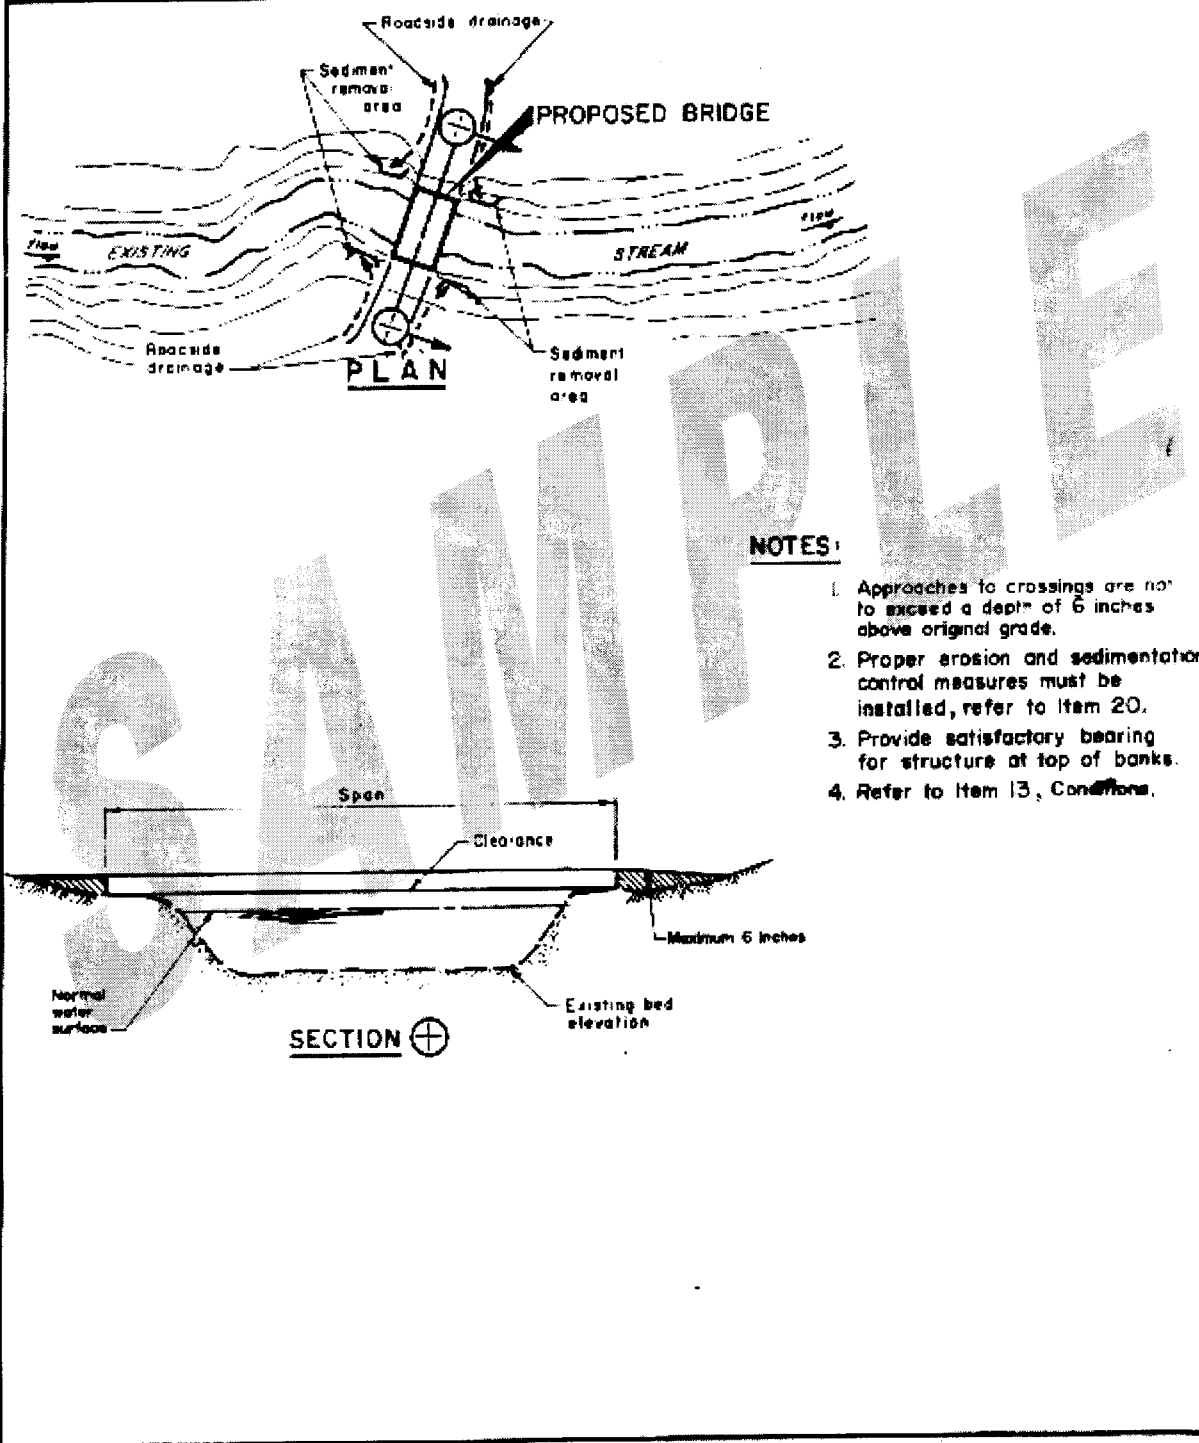 Roadside drainage
Sediment
removal
area
PROPOSED BRIDGE
flow
EXISTING
STREAM
flow
Roadside
drainage
PLAN
Sediment
removal
area
SAMPLE
NOTES:
1. Approaches to crossings are not
to exceed a depth of 6 inches
above original grade.
2. Proper erosion and sedimentation
control measures must be
installed, refer to Item 20.
3. Provide satisfactory bearing
for structure at top of banks.
4. Refer to Item 13, Conditions.
Span
Clearance
Maximum 6 inches
Normal
water
surface
Existing bed
elevation
SECTION